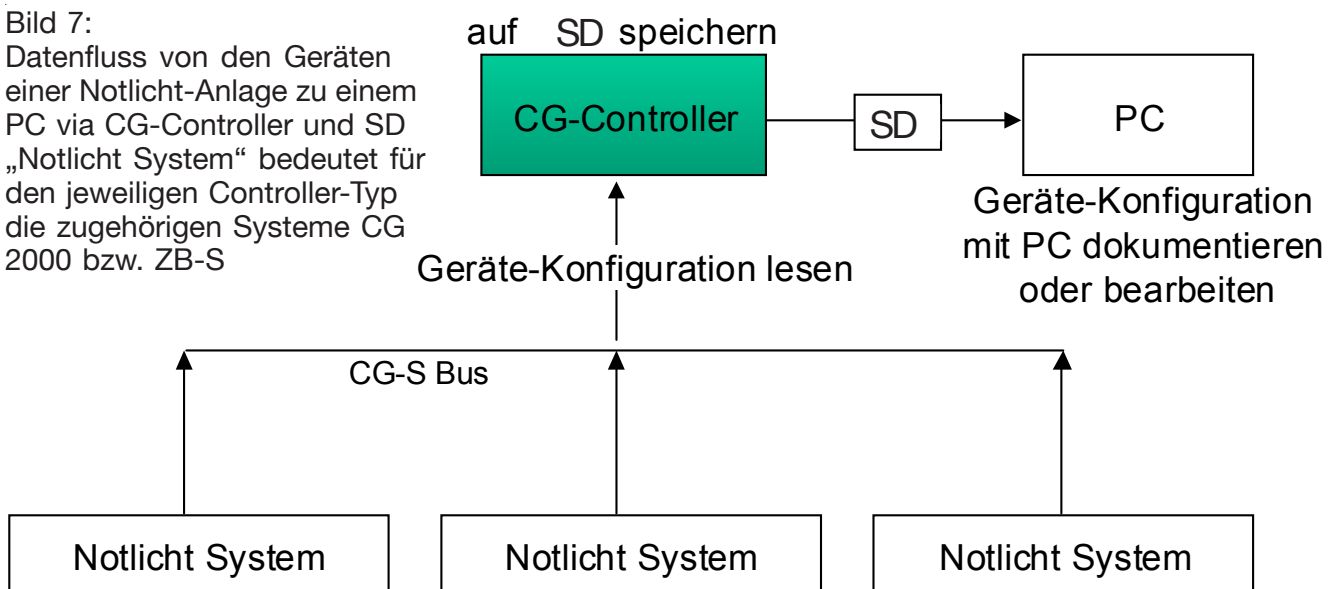 Bild 7:
Datenfluss von den Geräten
einer Notlicht-Anlage zu einem
PC via CG-Controller und SD
„Notlicht System“ bedeutet für
den jeweiligen Controller-Typ
die zugehörigen Systeme CG
2000 bzw. ZB-S
auf SD speichern
CG-Controller
SD
PC
Geräte-Konfiguration
mit PC dokumentieren
oder bearbeiten
Geräte-Konfiguration lesen
CG-S Bus
Notlicht System
Notlicht System
Notlicht System